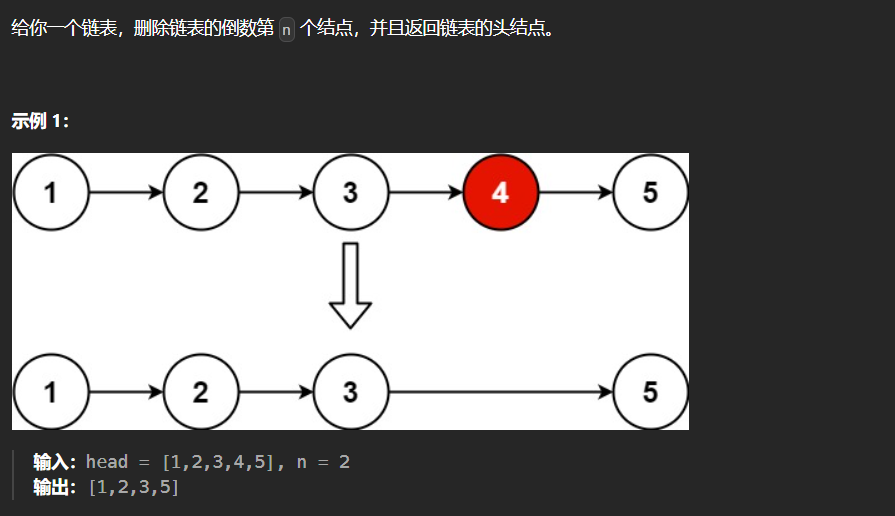 给你一个链表，删除链表的倒数第 n 个结点，并且返回链表的头结点。
示例 1：
1 2 3 4 5
1 2 3 5
输入：head = [1,2,3,4,5], n = 2
输出：[1,2,3,5]